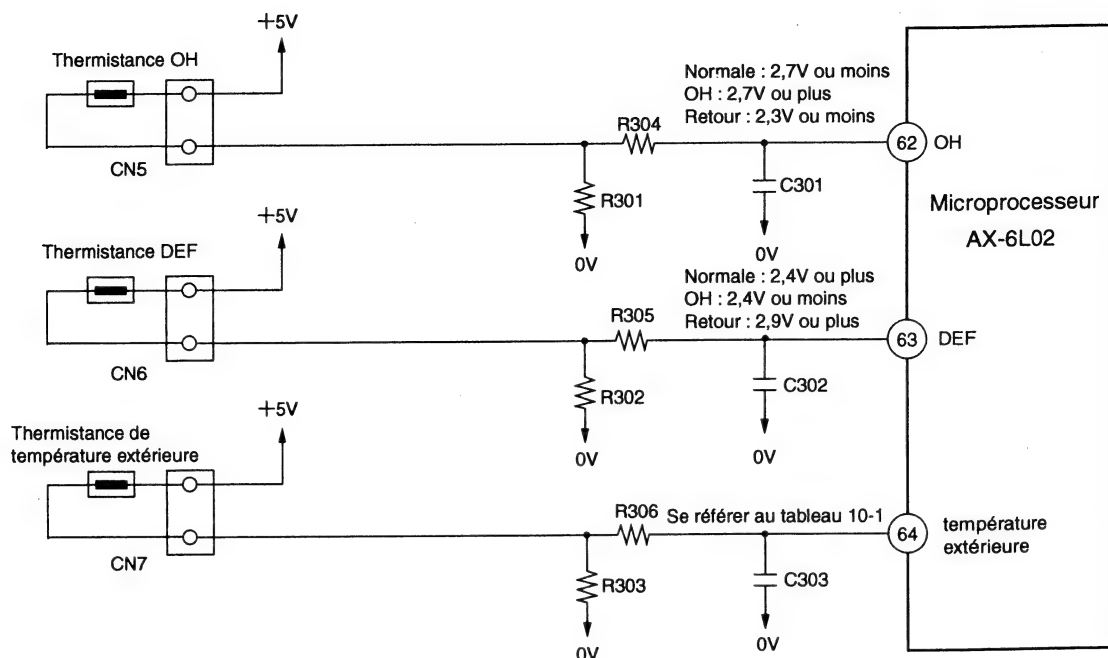 +5V
Thermistance OH
CN5
Normale : 2,7V ou moins
OH : 2,7V ou plus
Retour : 2,3V ou moins
R304
62
OH
R301
C301
0V
0V
Microprocesseur
AX-6L02
+5V
Thermistance DEF
CN6
Normale : 2,4V ou plus
OH : 2,4V ou moins
Retour : 2,9V ou plus
R305
63
DEF
R302
C302
0V
0V
+5V
Thermistance de
température extérieure
CN7
R306
Se référer au tableau 10-1
64
température
extérieure
R303
C303
0V
0V